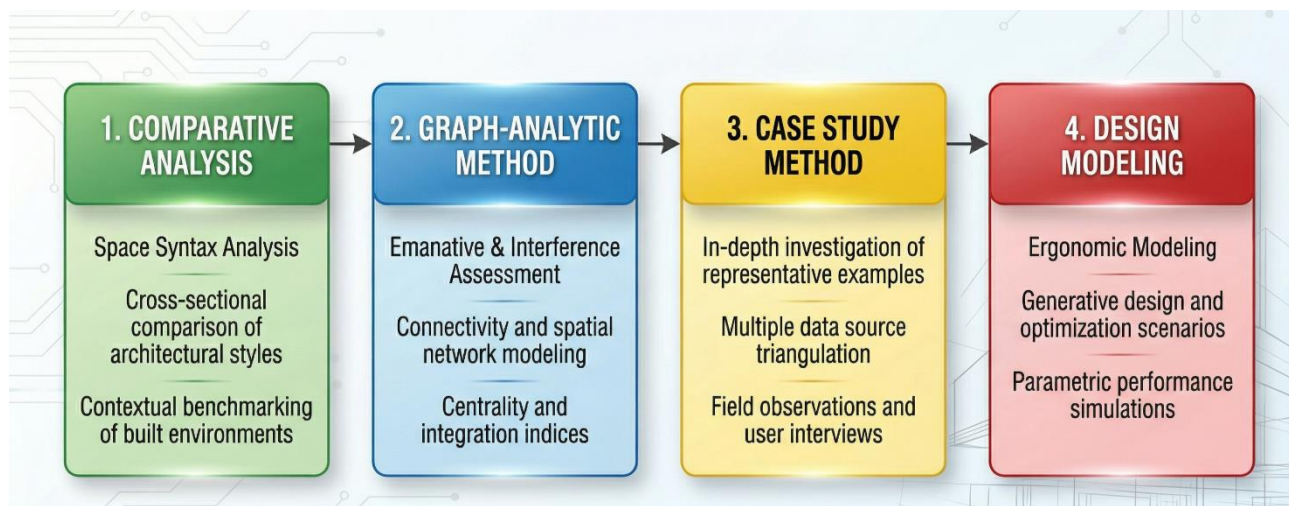 1. COMPARATIVE
ANALYSIS
Space Syntax Analysis
Cross-sectional
comparison of
architectural styles
Contextual benchmarking
of built environments
2. GRAPH-ANALYTIC
METHOD
Emanative & Interference
Assessment
Connectivity and spatial
network modeling
Centrality and
integration indices
3. CASE STUDY
METHOD
In-depth investigation of
representative examples
Multiple data source
triangulation
Field observations and
user interviews
4. DESIGN
MODELING
Ergonomic Modeling
Generative design and
optimization scenarios
Parametric performance
simulations